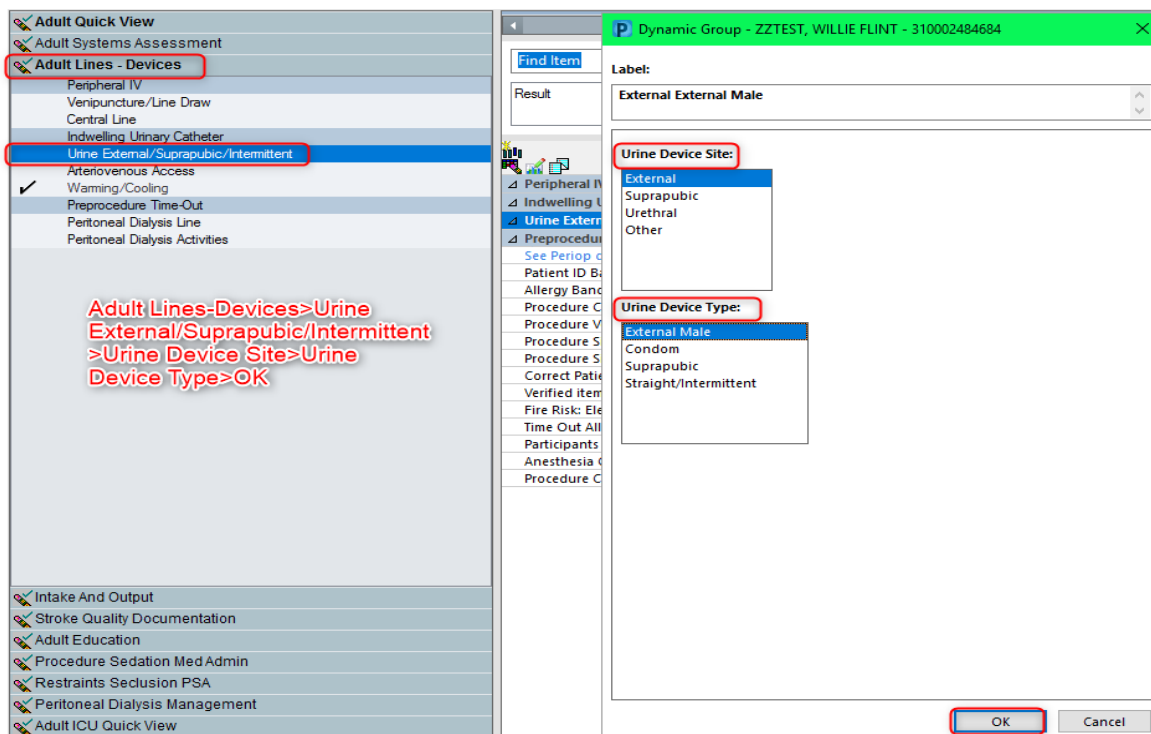 Adult Quick View
Adult Systems Assessment
Adult Lines - Devices
Peripheral IV
Venipuncture/Line Draw
Central Line
Indwelling Urinary Catheter
Urine External/Suprapubic/Intermittent
Arteriovenous Access
Warming/Cooling
Preprocedure Time-Out
Peritoneal Dialysis Line
Peritoneal Dialysis Activities
Adult Lines-Devices>Urine
External/Suprapubic/Intermittent
>Urine Device Site>Urine
Device Type>OK
Intake And Output
Stroke Quality Documentation
Adult Education
Procedure Sedation Med Admin
Restraints Seclusion PSA
Peritoneal Dialysis Management
Adult ICU Quick View
Find Item
Result
Peripheral
Indwelling
Urine Extern
Preprocedu
See Periop
Patient ID Ba
Allergy Banc
Procedure C
Procedure V
Procedure S
Procedure S
Correct Patie
Verified item
Fire Risk: Ele
Time Out All
Participants
Anesthesia
Procedure C
P Dynamic Group - ZZTEST, WILLIE FLINT - 310002484684
Label:
External External Male
Urine Device Site:
External
Suprapubic
Urethral
Other
Urine Device Type:
External Male
Condom
Suprapubic
Straight/Intermittent
OK Cancel